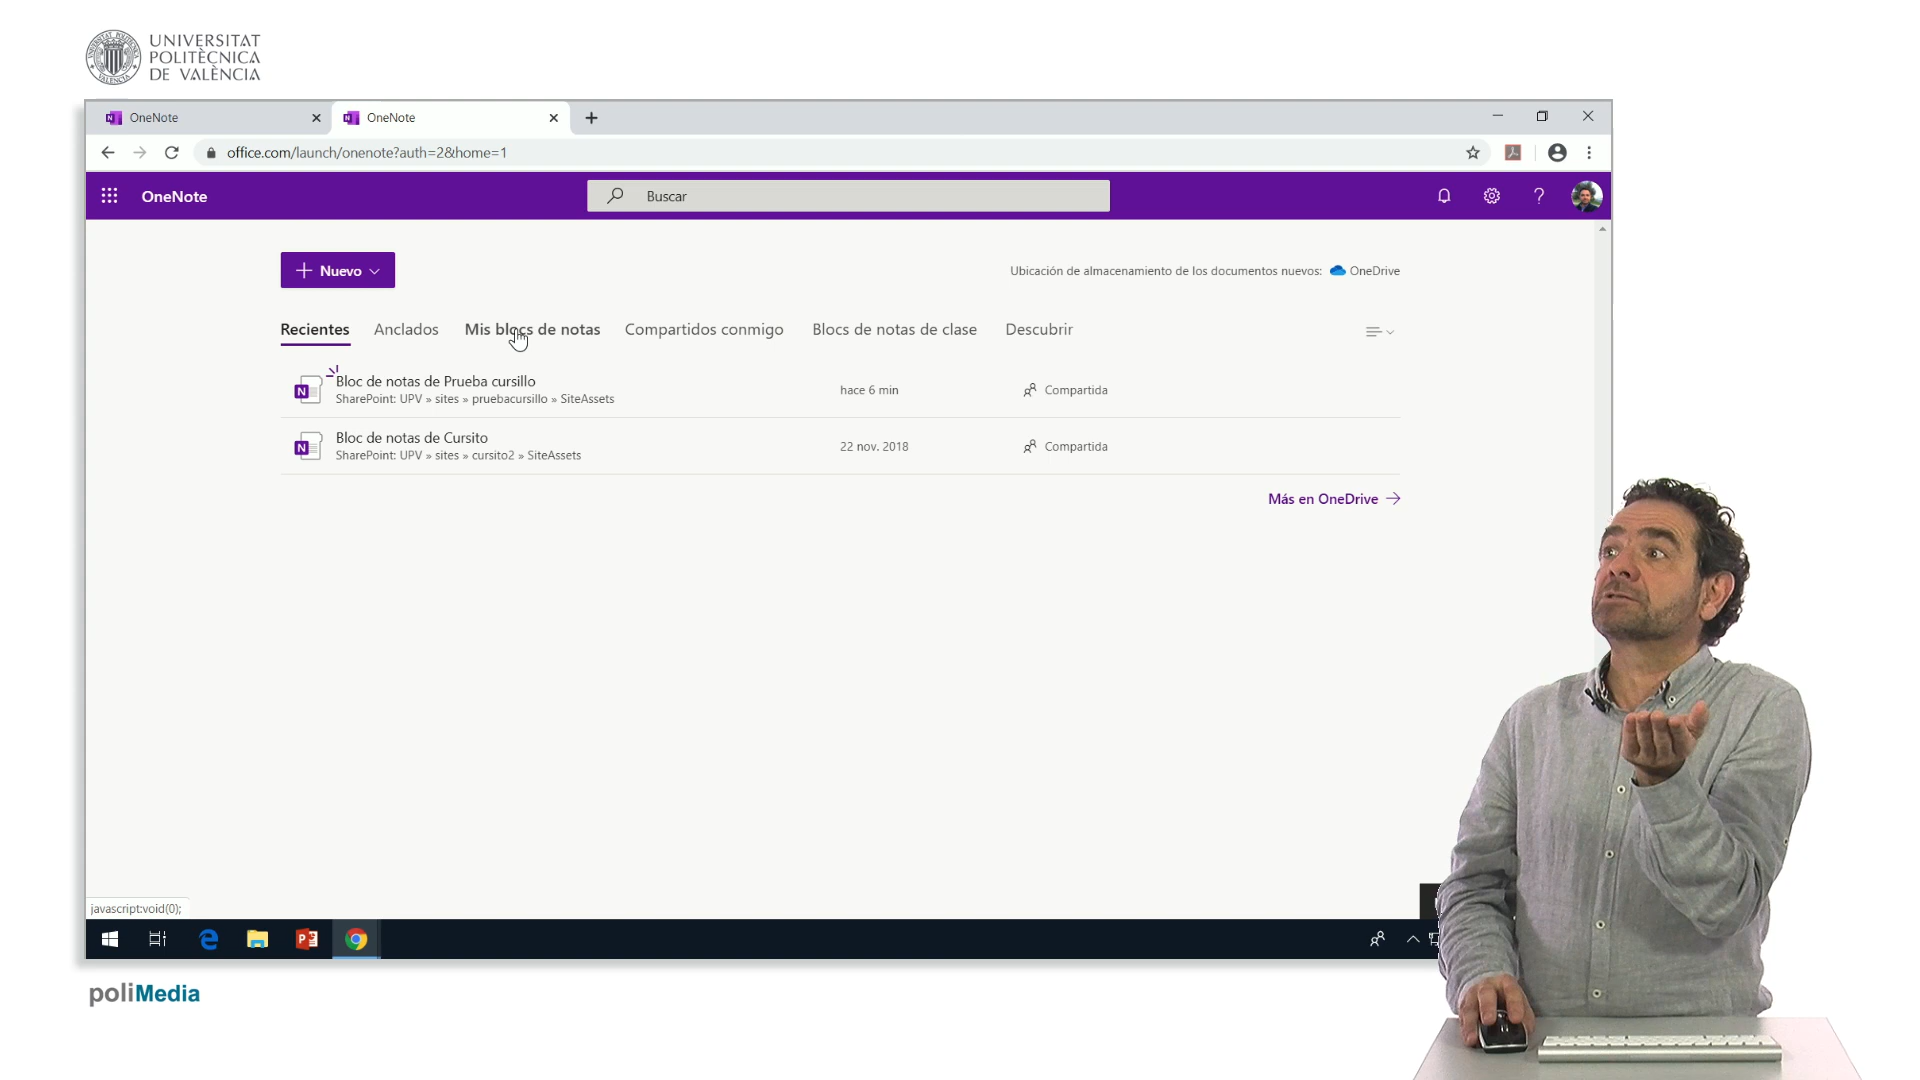 UNIVERSITAT
POLITÈCNICA
DE VALÈNCIA
OneNote
OneNote
office.com/launch/onenote?auth=2&home=1
OneNote
Buscar
Nuevo
Ubicación de almacenamiento de los documentos nuevos: OneDrive
Recientes Anclados Mis blocs de notas Compartidos conmigo Blocs de notas de clase Descubrir
Bloc de notas de Prueba cursillo
SharePoint: UPV » sites » pruebacursillo » SiteAssets
hace 6 min
Compartida
Bloc de notas de Cursito
SharePoint: UPV » sites » cursito2 » SiteAssets
22 nov. 2018
Compartida
Más en OneDrive
javascript:void(0);
poliMedia